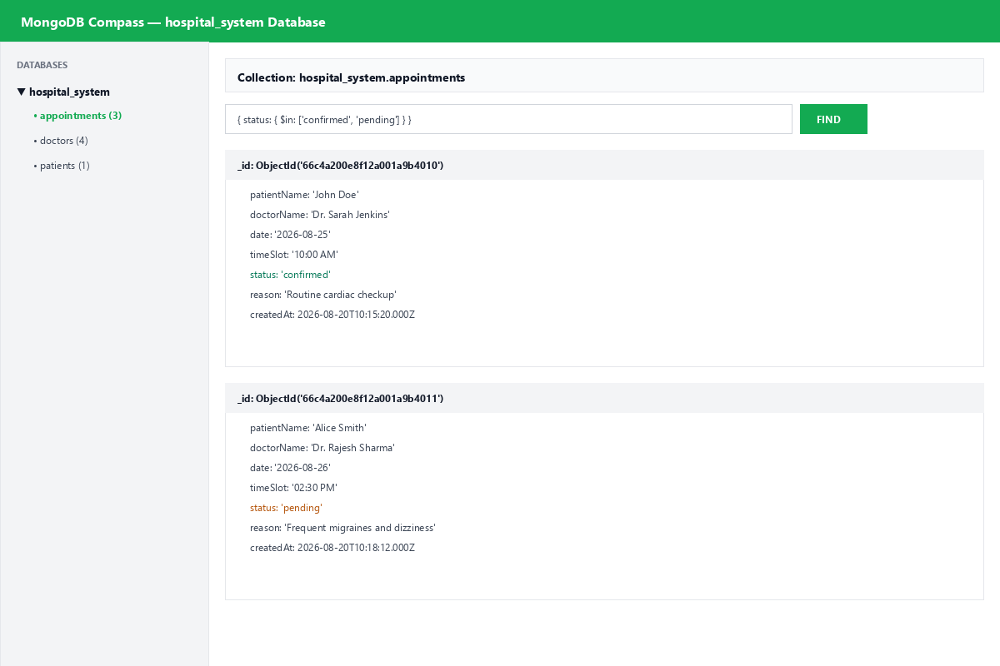 MongoDB Compass — hospital_system Database
DATABASES
▼ hospital_system
• appointments (3)
• doctors (4)
• patients (1)
Collection: hospital_system.appointments
{ status: { $in: ['confirmed', 'pending'] } }
FIND
_id: ObjectId('66c4a200e8f12a001a9b4010')
patientName: 'John Doe'
doctorName: 'Dr. Sarah Jenkins'
date: '2026-08-25'
timeSlot: '10:00 AM'
status: 'confirmed'
reason: 'Routine cardiac checkup'
createdAt: 2026-08-20T10:15:20.000Z
_id: ObjectId('66c4a200e8f12a001a9b4011')
patientName: 'Alice Smith'
doctorName: 'Dr. Rajesh Sharma'
date: '2026-08-26'
timeSlot: '02:30 PM'
status: 'pending'
reason: 'Frequent migraines and dizziness'
createdAt: 2026-08-20T10:18:12.000Z